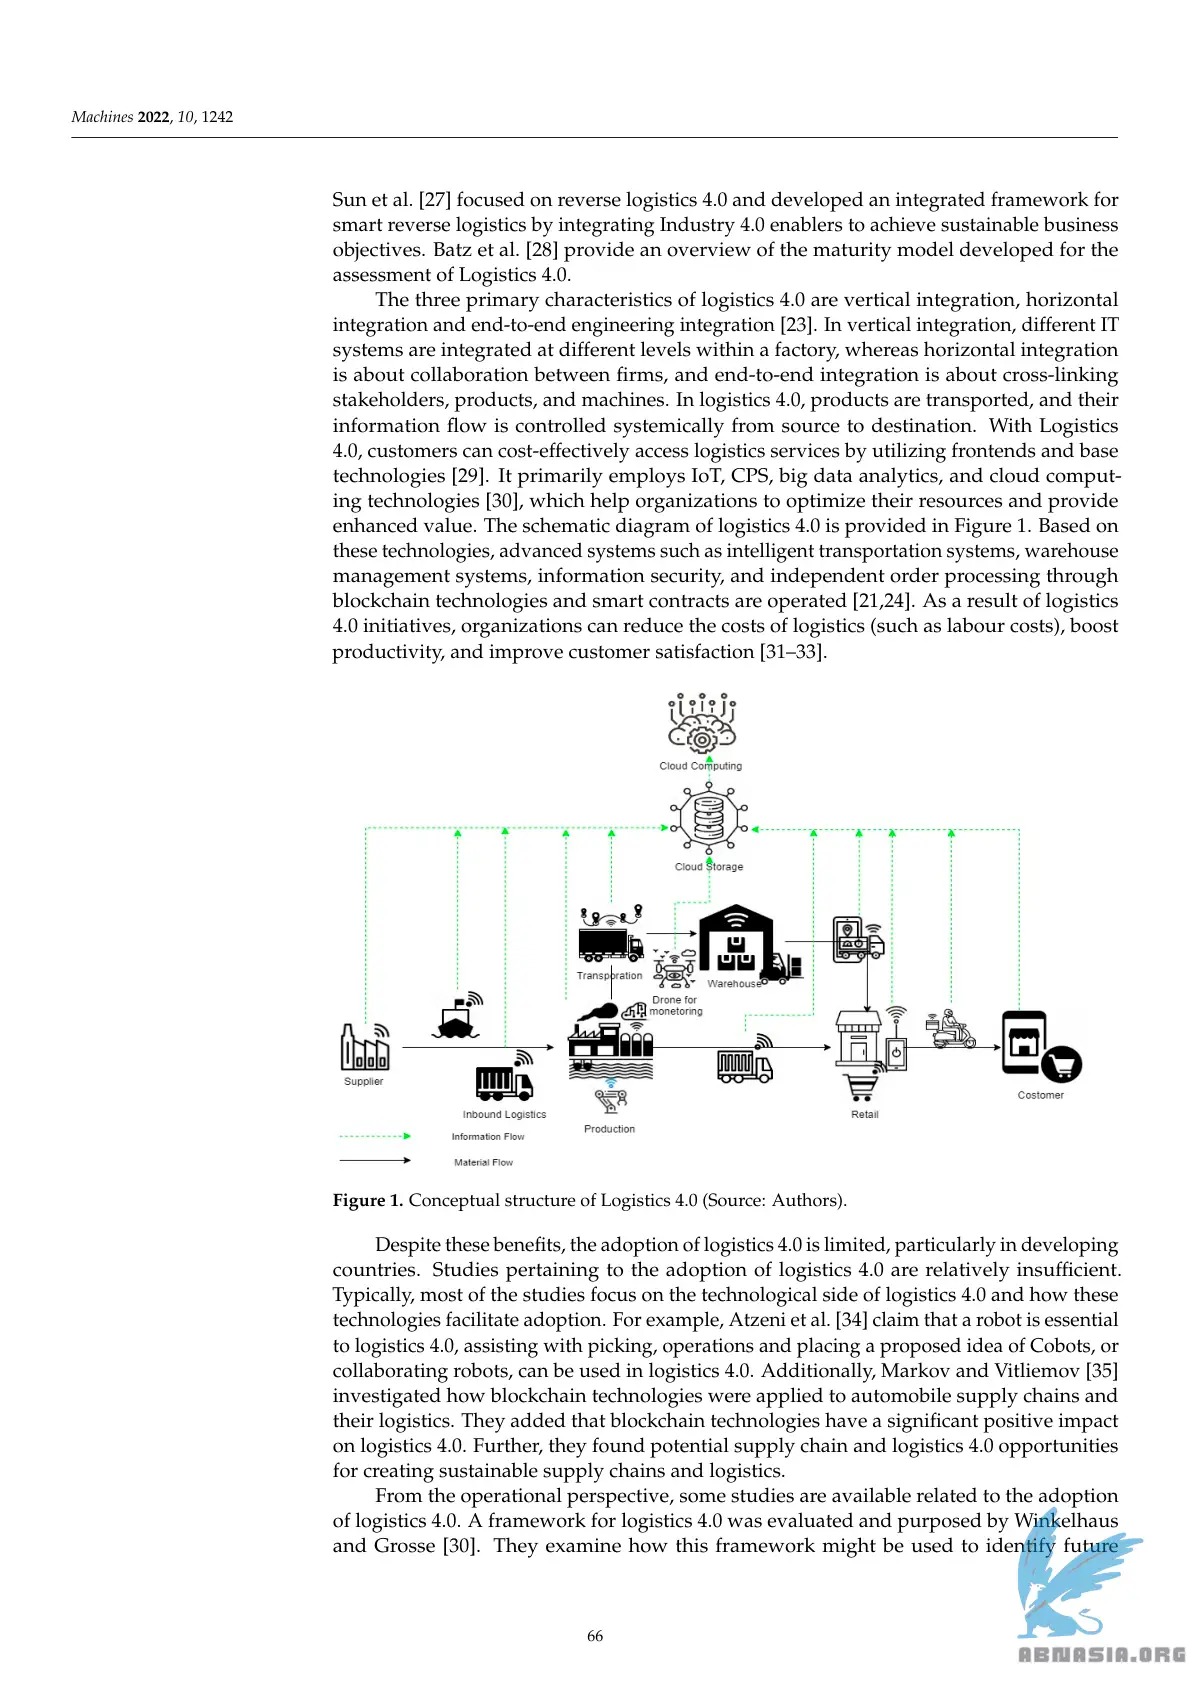 Machines 2022, 10, 1242
Sun et al. [27] focused on reverse logistics 4.0 and developed an integrated framework for
smart reverse logistics by integrating Industry 4.0 enablers to achieve sustainable business
objectives. Batz et al. [28] provide an overview of the maturity model developed for the
assessment of Logistics 4.0.
The three primary characteristics of logistics 4.0 are vertical integration, horizontal
integration and end-to-end engineering integration [23]. In vertical integration, different IT
systems are integrated at different levels within a factory, whereas horizontal integration
is about collaboration between firms, and end-to-end integration is about cross-linking
stakeholders, products, and machines. In logistics 4.0, products are transported, and their
information flow is controlled systemically from source to destination. With Logistics
4.0, customers can cost-effectively access logistics services by utilizing frontends and base
technologies [29]. It primarily employs IoT, CPS, big data analytics, and cloud comput-
ing technologies [30], which help organizations to optimize their resources and provide
enhanced value. The schematic diagram of logistics 4.0 is provided in Figure 1. Based on
these technologies, advanced systems such as intelligent transportation systems, warehouse
management systems, information security, and independent order processing through
blockchain technologies and smart contracts are operated [21,24]. As a result of logistics
4.0 initiatives, organizations can reduce the costs of logistics (such as labour costs), boost
productivity, and improve customer satisfaction [31–33].
Cloud Computing
Cloud Storage
Transporation
Warehouse
Drone for
monetoring
Supplier
Inbound Logistics
Production
Retail
Costomer
Information Flow
Material Flow
Figure 1. Conceptual structure of Logistics 4.0 (Source: Authors).
Despite these benefits, the adoption of logistics 4.0 is limited, particularly in developing
countries. Studies pertaining to the adoption of logistics 4.0 are relatively insufficient.
Typically, most of the studies focus on the technological side of logistics 4.0 and how these
technologies facilitate adoption. For example, Atzeni et al. [34] claim that a robot is essential
to logistics 4.0, assisting with picking, operations and placing a proposed idea of Cobots, or
collaborating robots, can be used in logistics 4.0. Additionally, Markov and Vitliemov [35]
investigated how blockchain technologies were applied to automobile supply chains and
their logistics. They added that blockchain technologies have a significant positive impact
on logistics 4.0. Further, they found potential supply chain and logistics 4.0 opportunities
for creating sustainable supply chains and logistics.
From the operational perspective, some studies are available related to the adoption
of logistics 4.0. A framework for logistics 4.0 was evaluated and purposed by Winkelhaus
and Grosse [30]. They examine how this framework might be used to identify future
66
ABNASIA.ORG